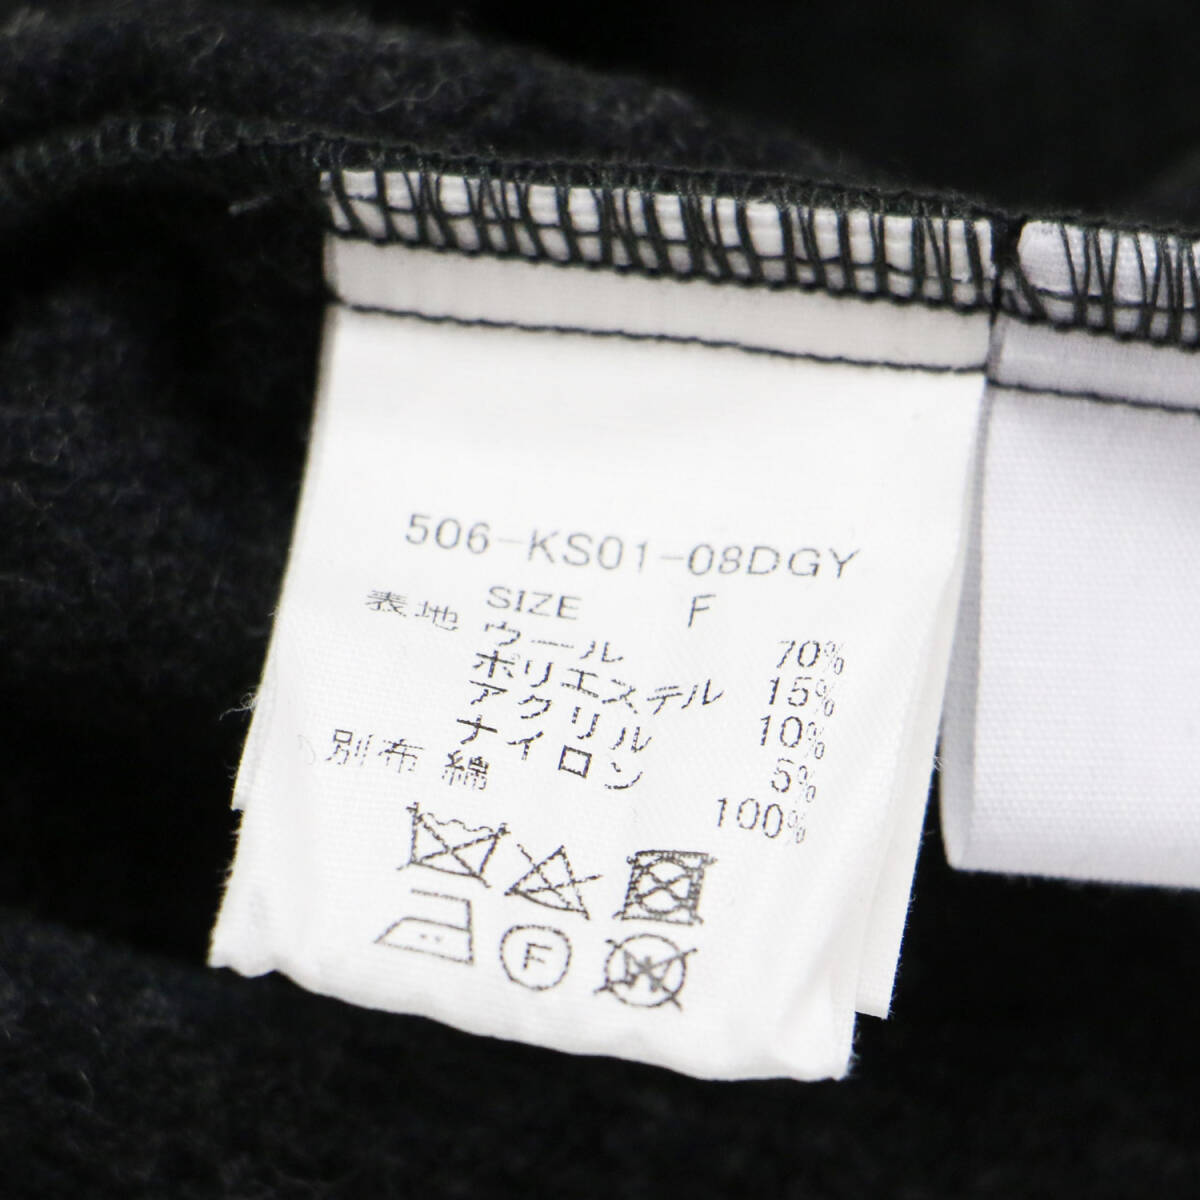 506-KS01-08DGY
SIZE F
表地 ウール 70%
ポリエステル 15%
アクリル 10%
ナイロン 5%
別布 綿 100%
F
W